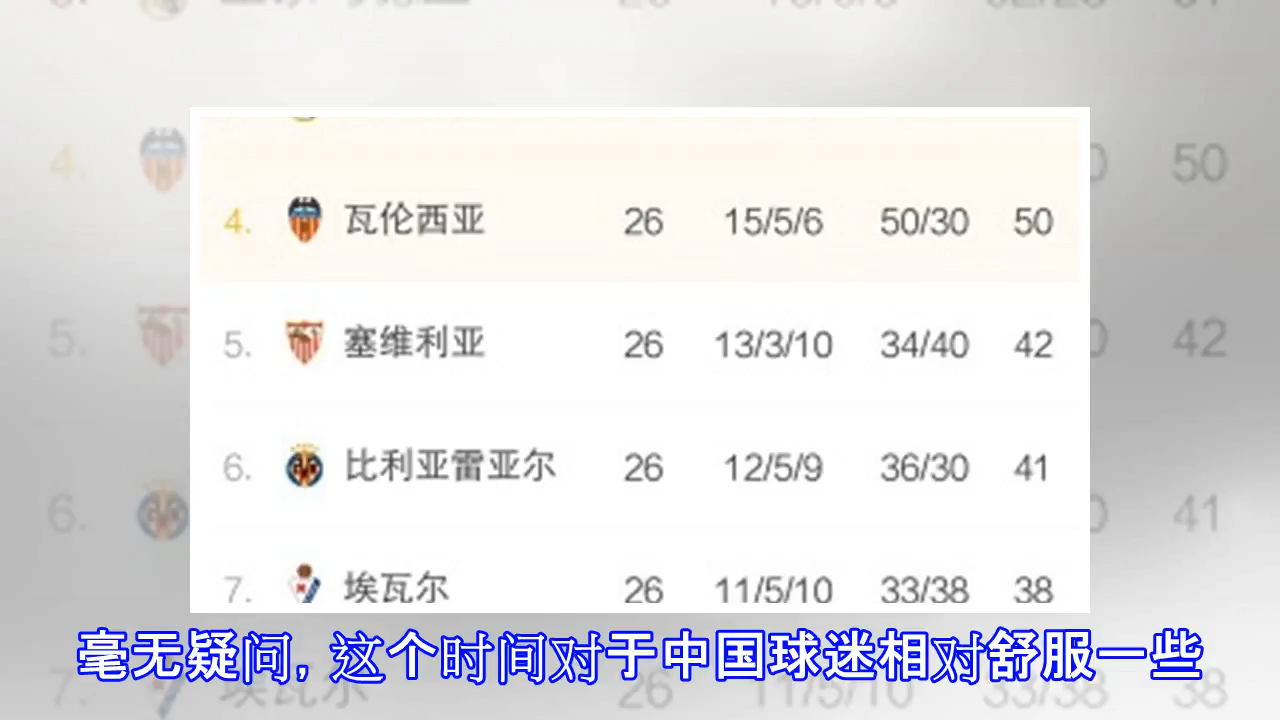 4. 瓦伦西亚 26 15/5/6 50/30 50
5. 塞维利亚 26 13/3/10 34/40 42
6. 比利亚雷亚尔 26 12/5/9 36/30 41
7. 埃瓦尔 26 11/5/10 33/38 38
毫无疑问, 这个时间对于中国球迷相对舒服一些